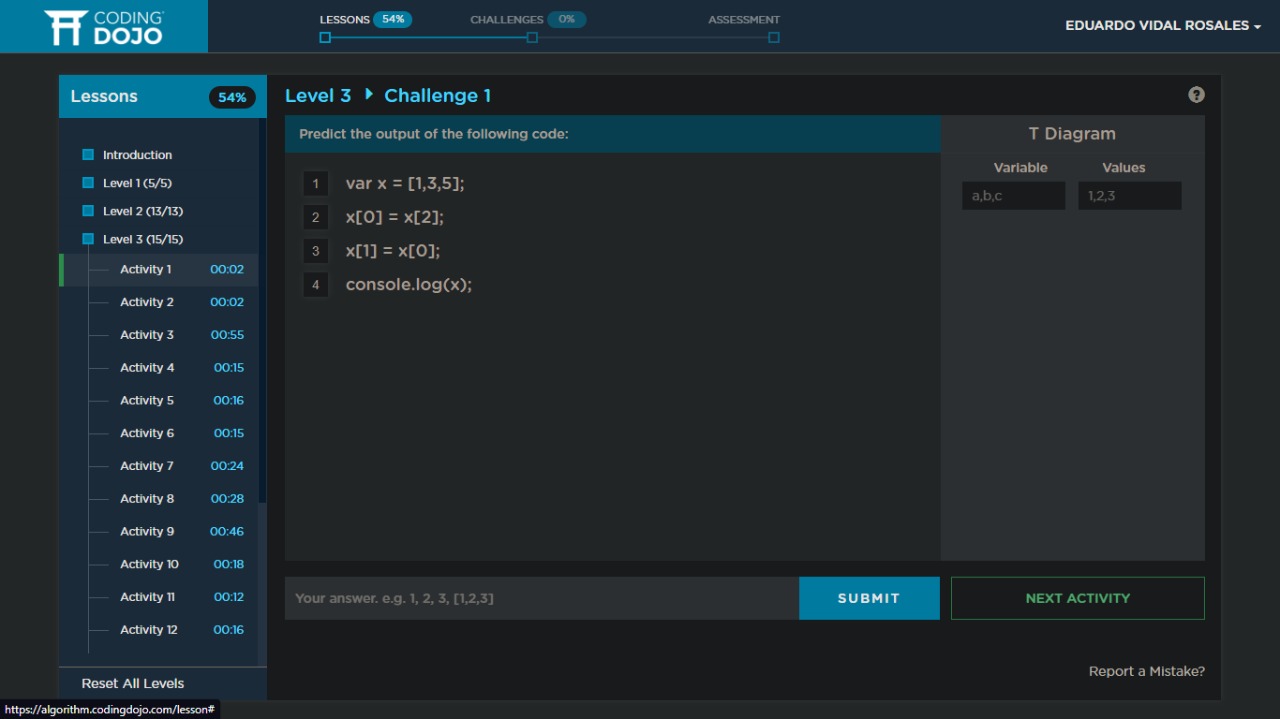 CODING DOJO
LESSONS 54%
CHALLENGES 0%
ASSESSMENT
EDUARDO VIDAL ROSALES
Lessons 54%
Introduction
Level 1 (5/5)
Level 2 (13/13)
Level 3 (15/15)
Activity 1 00:02
Activity 2 00:02
Activity 3 00:55
Activity 4 00:15
Activity 5 00:16
Activity 6 00:15
Activity 7 00:24
Activity 8 00:28
Activity 9 00:46
Activity 10 00:18
Activity 11 00:12
Activity 12 00:16
Reset All Levels
Level 3 Challenge 1
?
Predict the output of the following code:
1 var x = [1,3,5];
2 x[0] = x[2];
3 x[1] = x[0];
4 console.log(x);
T Diagram
Variable Values
a,b,c 1,2,3
Your answer. e.g. 1, 2, 3, [1,2,3]
SUBMIT
NEXT ACTIVITY
Report a Mistake?
https://algorithm.codingdojo.com/lesson#